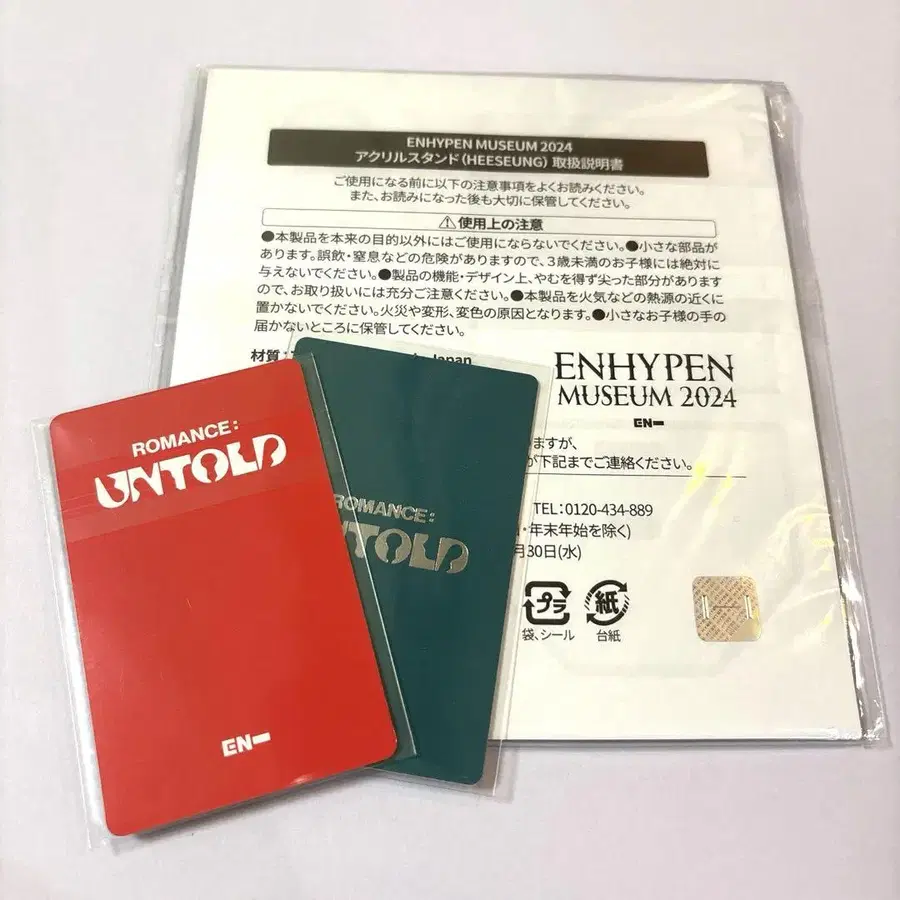 ENHYPEN MUSEUM 2024
アクリルスタンド(HEESEUNG) 取扱説明書
ご使用になる前に以下の注意事項をよくお読みください。
また、お読みになった後も大切に保管してください。
⚠使用上の注意
●本製品を本来の目的以外にはご使用にならないでください。●小さな部品が
あります。誤飲・窒息などの危険がありますので、3歳未満のお子様には絶対に
与えないでください。●製品の機能・デザイン上、やむを得ず尖った部分があります
ので、お取り扱いには充分ご注意ください。●本製品を火気などの熱源の近くに
置かないでください。火災や変形、変色の原因となります。●小さなお子様の手の
届かないところに保管してください。
材質:
Japan
ENHYPEN
MUSEUM 2024
EN-
ますが、
が下記までご連絡ください。
TEL:0120-434-889
・年末年始を除く)
月30日(水)
プラ
袋、シール
紙
台紙
ROMANCE:
UNTOLD
EN-
ROMANCE:
UNTOLD